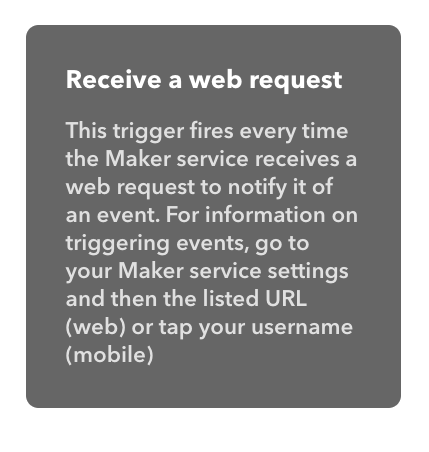 Receive a web request
This trigger fires every time
the Maker service receives a
web request to notify it of
an event. For information on
triggering events, go to
your Maker service settings
and then the listed URL
(web) or tap your username
(mobile)